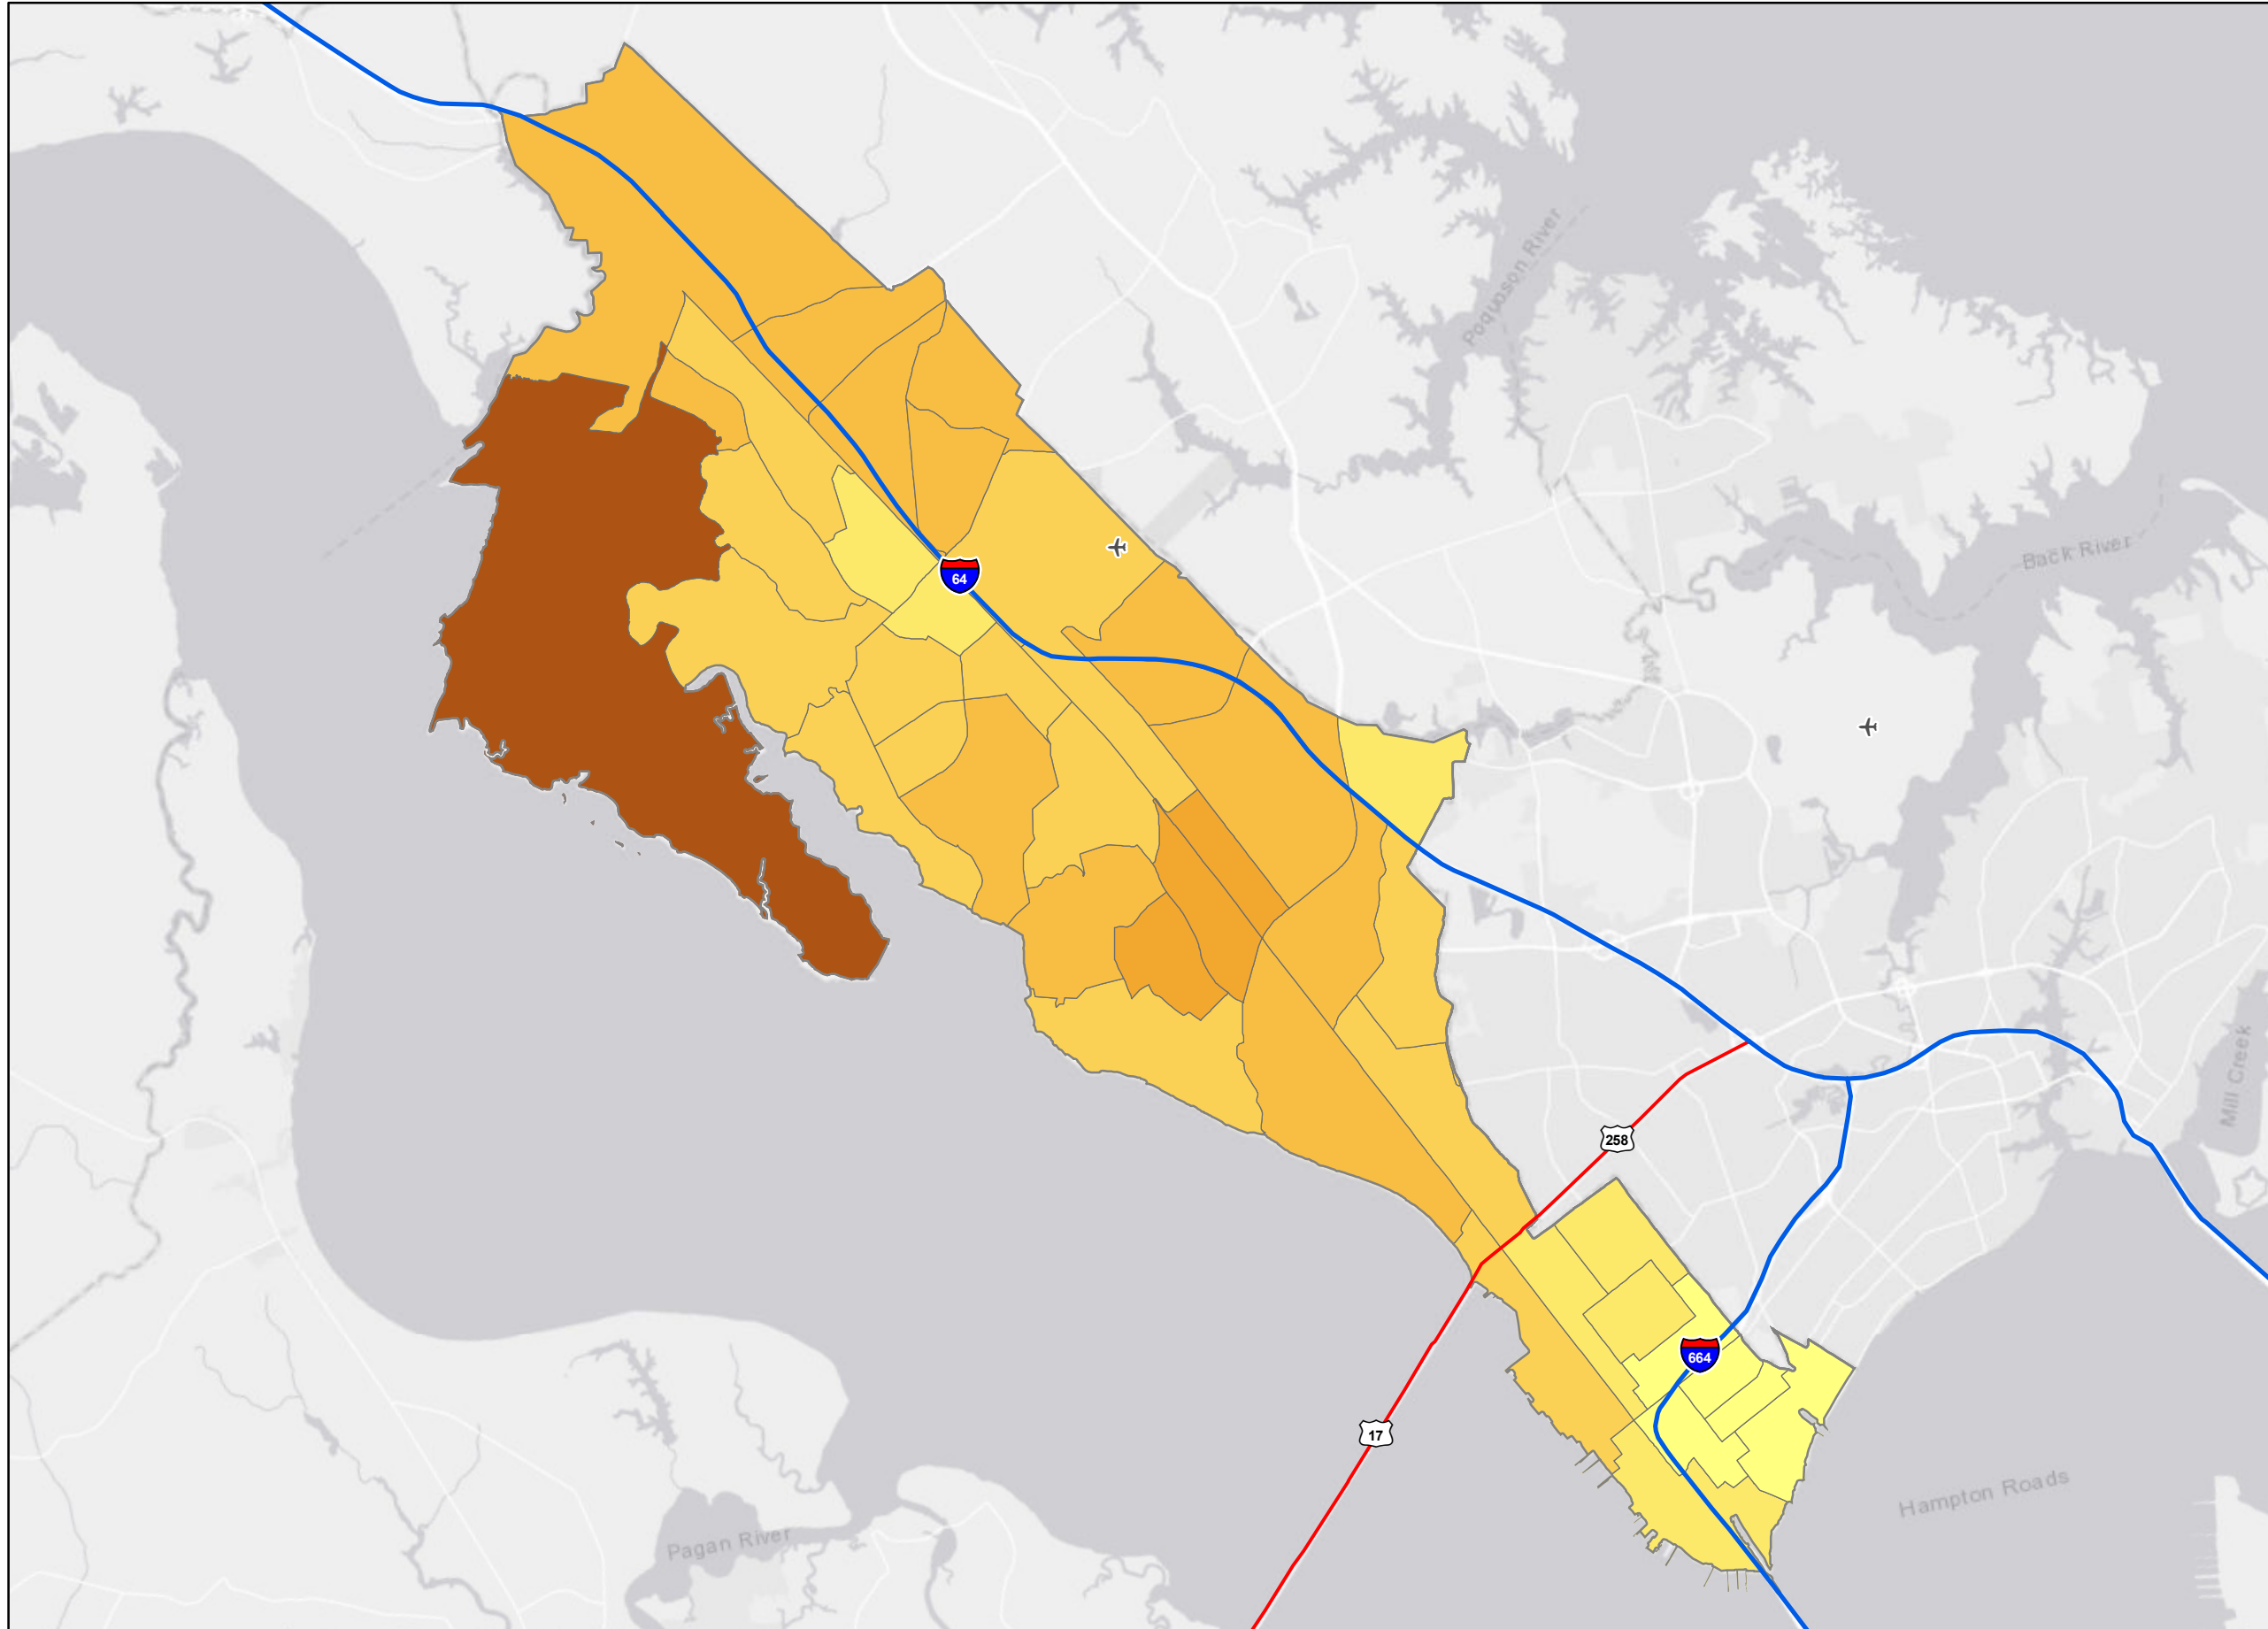 Poquoson River
Back River
64
Mill Creek
258
664
17
Hampton Roads
Pagan River